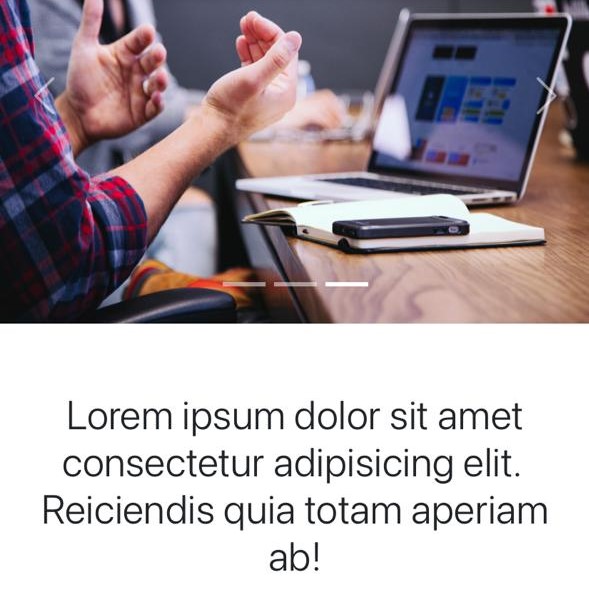 Lorem ipsum dolor sit amet
consectetur adipisicing elit.
Reiciendis quia totam aperiam
ab!